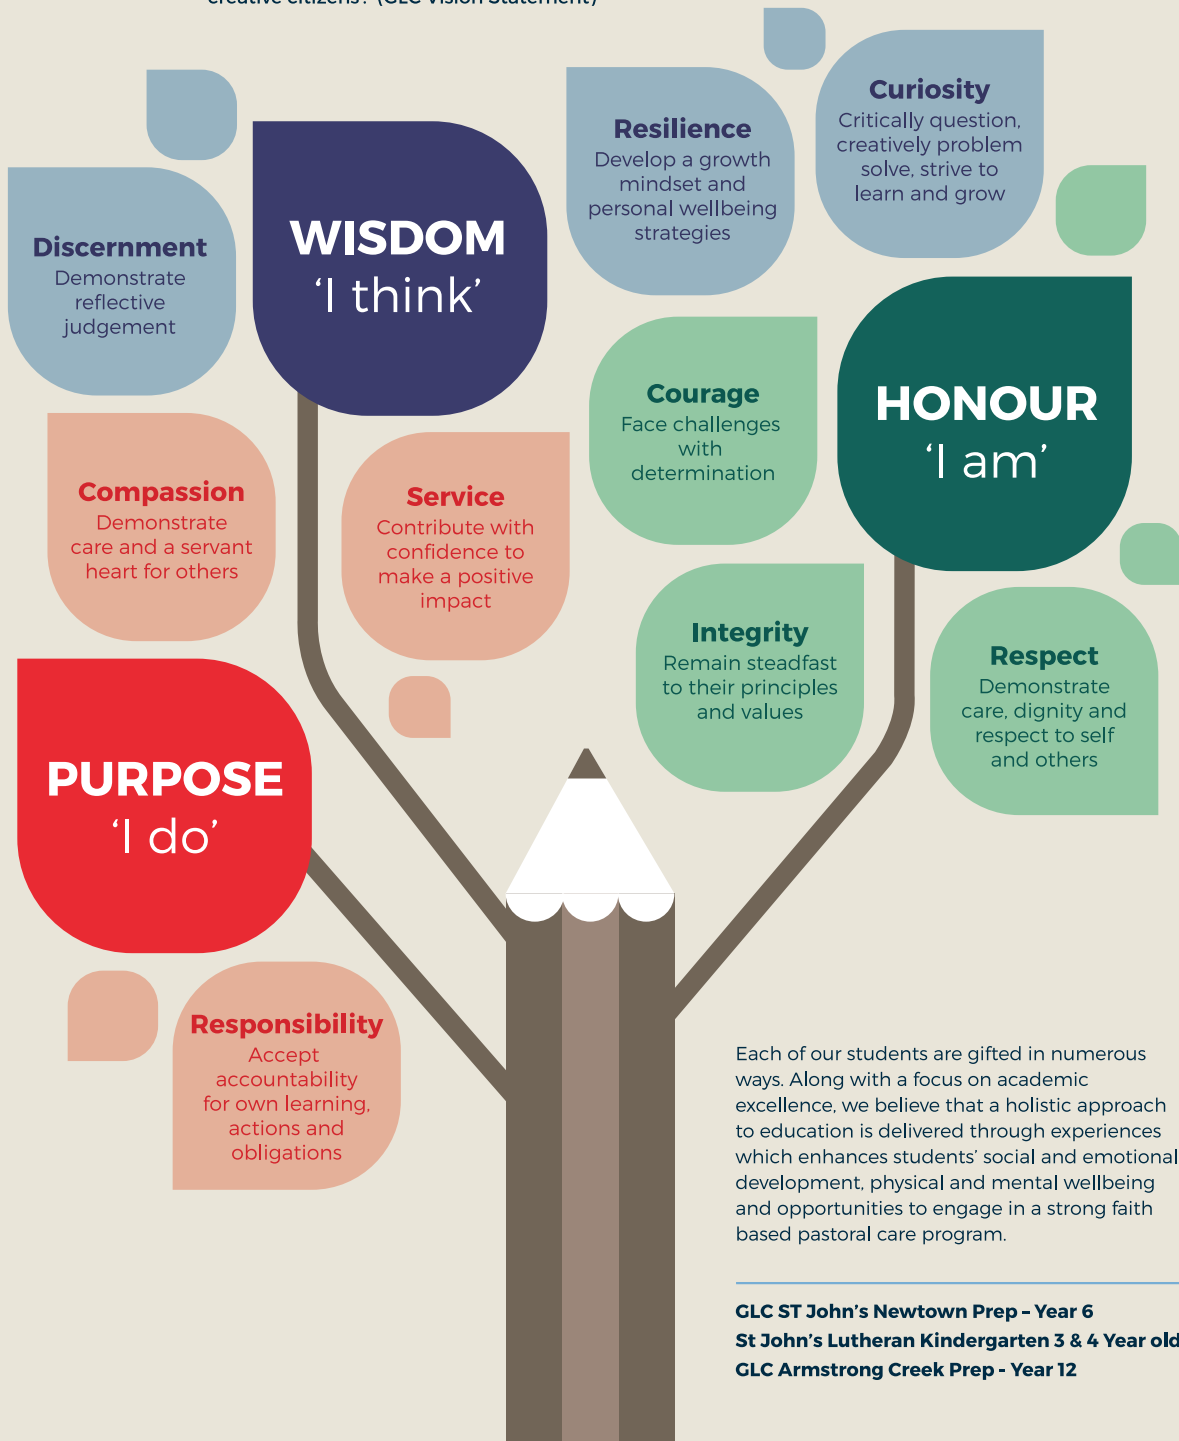 creative citizens? (GLC Vision Statement)
Curiosity
Critically question,
creatively problem
solve, strive to
learn and grow
Resilience
Develop a growth
mindset and
personal wellbeing
strategies
WISDOM
‘I think’
Discernment
Demonstrate
reflective
judgement
HONOUR
‘I am’
Courage
Face challenges
with
determination
Compassion
Demonstrate
care and a servant
heart for others
Service
Contribute with
confidence to
make a positive
impact
Integrity
Remain steadfast
to their principles
and values
Respect
Demonstrate
care, dignity and
respect to self
and others
PURPOSE
‘I do’
Responsibility
Accept
accountability
for own learning,
actions and
obligations
Each of our students are gifted in numerous
ways. Along with a focus on academic
excellence, we believe that a holistic approach
to education is delivered through experiences
which enhances students’ social and emotional
development, physical and mental wellbeing
and opportunities to engage in a strong faith
based pastoral care program.
GLC ST John’s Newtown Prep – Year 6
St John’s Lutheran Kindergarten 3 & 4 Year old
GLC Armstrong Creek Prep - Year 12